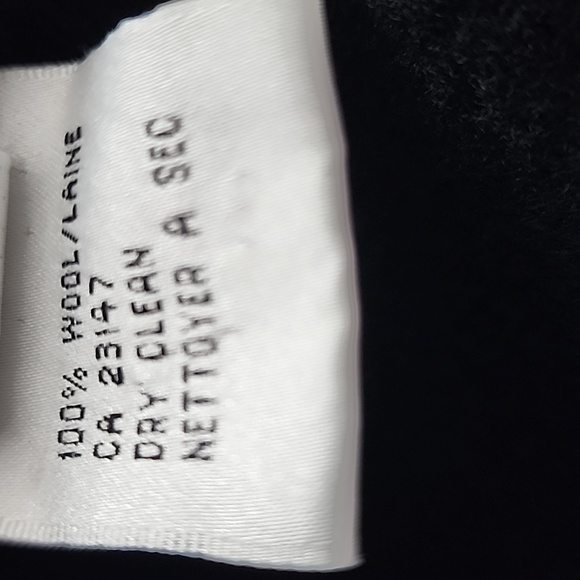 100% WOOL/LAINE
CA 23147
DRY CLEAN
NETTOYER A SEC